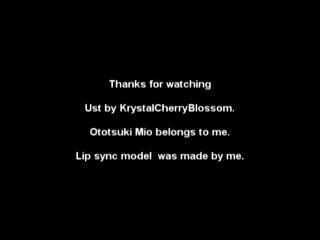 Thanks for watching
Ust by KrystalCherryBlossom.
Ototsuki Mio belongs to me.
Lip sync model  was made by me.